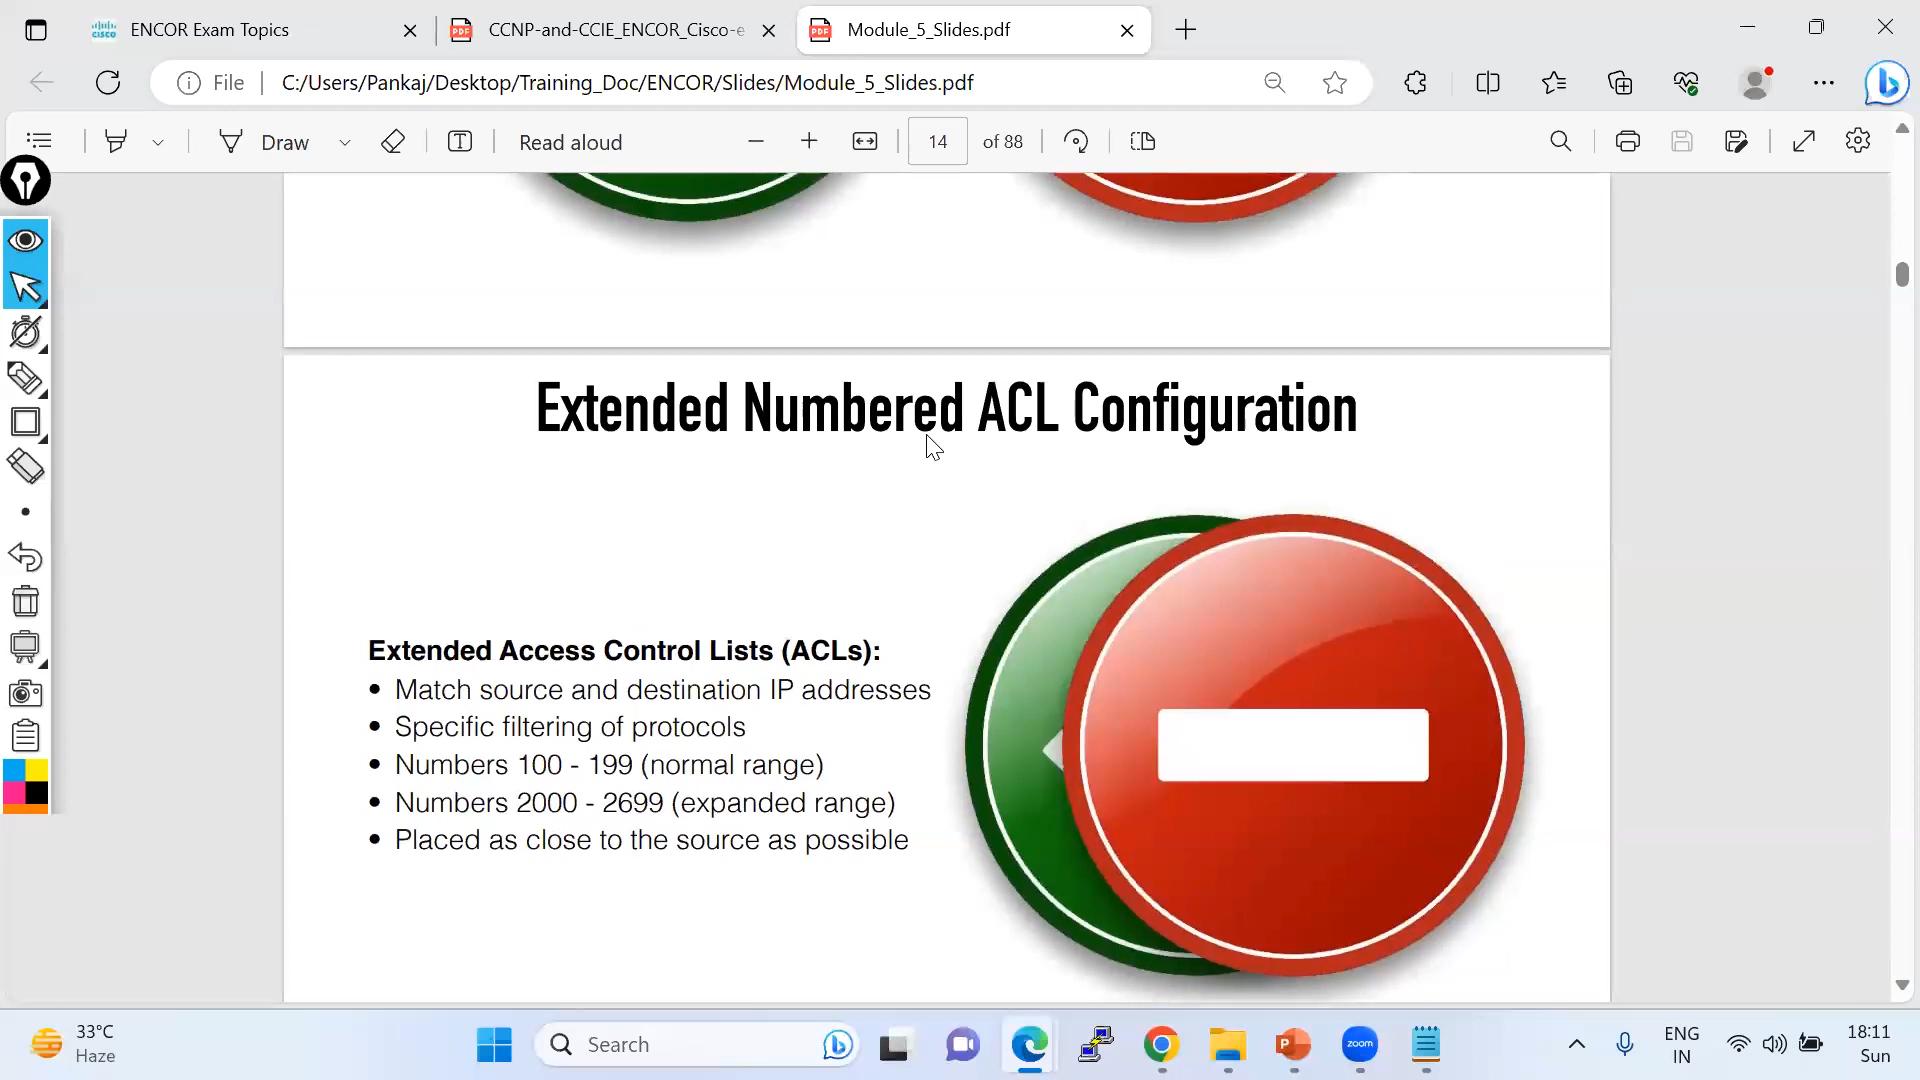 ENCOR Exam Topics
CCNP-and-CCIE_ENCOR_Cisco-e
Module_5_Slides.pdf
File
C:/Users/Pankaj/Desktop/Training_Doc/ENCOR/Slides/Module_5_Slides.pdf
Draw
Read aloud
14
of 88
Extended Numbered ACL Configuration
Extended Access Control Lists (ACLs):
• Match source and destination IP addresses
• Specific filtering of protocols
• Numbers 100 - 199 (normal range)
• Numbers 2000 - 2699 (expanded range)
• Placed as close to the source as possible
33°C
Haze
Search
zoom
ENG
IN
18:11
Sun